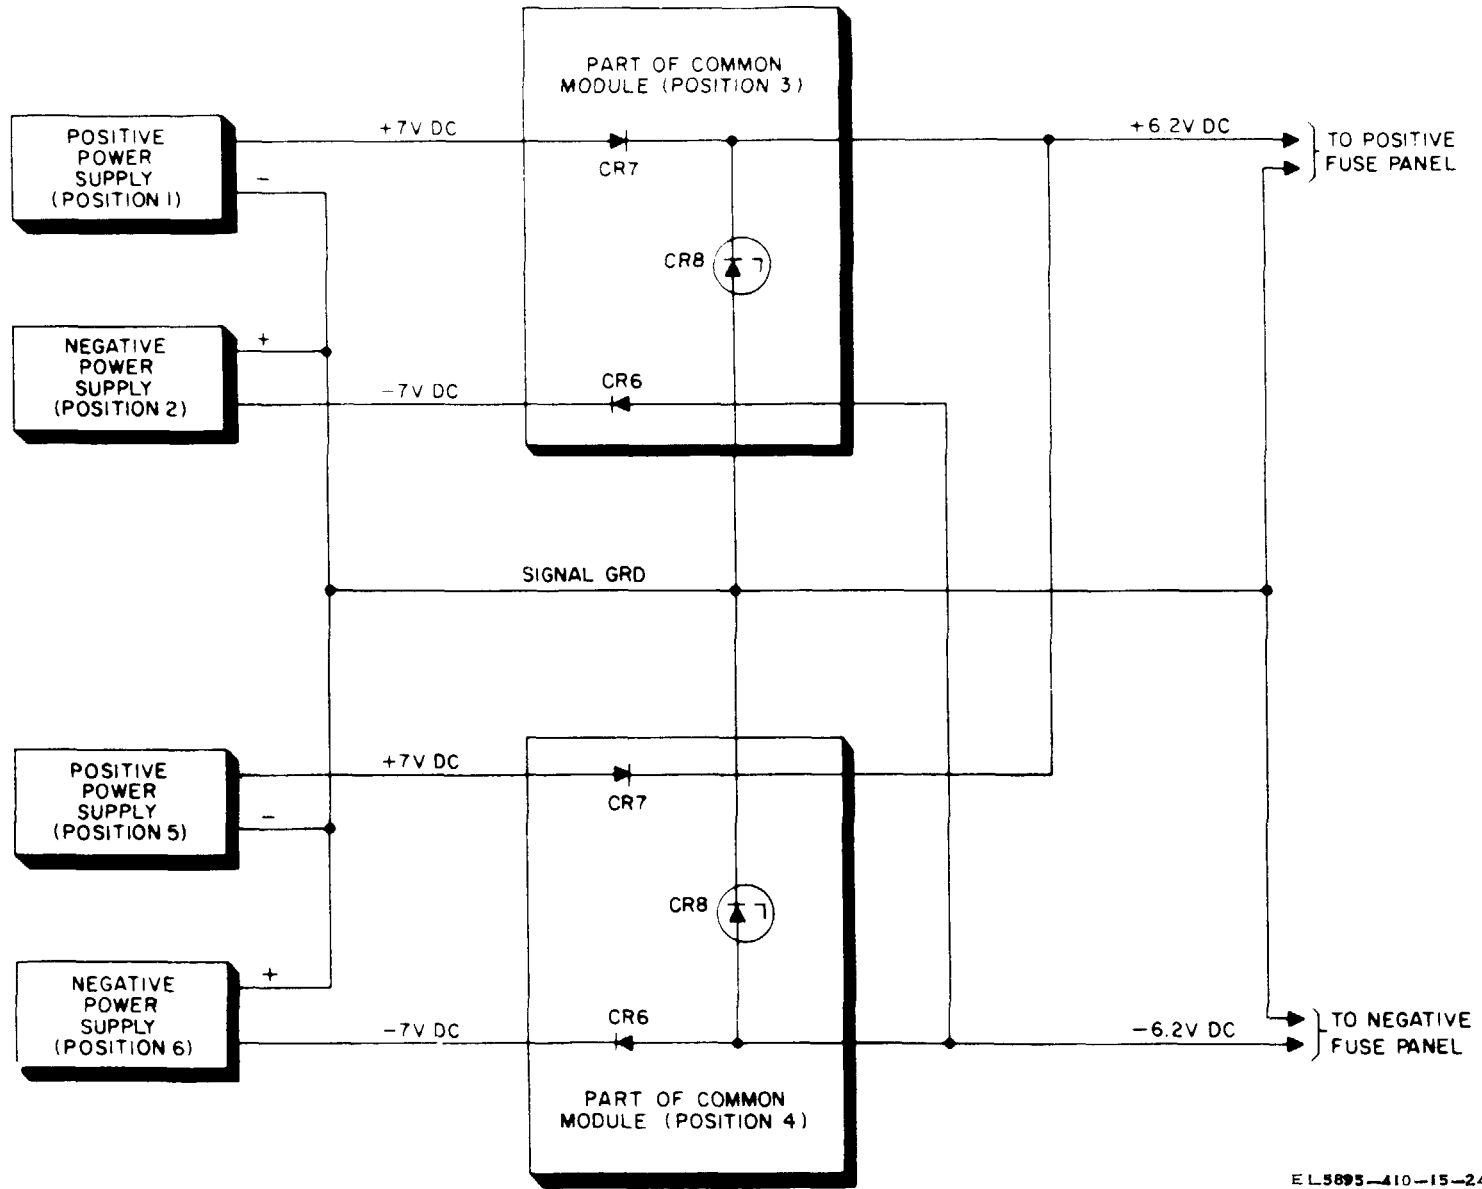 PART OF COMMON
MODULE (POSITION 3)
POSITIVE
POWER
SUPPLY
(POSITION 1)
+7V DC
-
CR7
+6.2V DC
TO POSITIVE
FUSE PANEL
CR8
NEGATIVE
POWER
SUPPLY
(POSITION 2)
+
-7V DC
CR6
SIGNAL GRD
POSITIVE
POWER
SUPPLY
(POSITION 5)
+7V DC
-
CR7
CR8
NEGATIVE
POWER
SUPPLY
(POSITION 6)
+
-7V DC
CR6
-6.2V DC
TO NEGATIVE
FUSE PANEL
PART OF COMMON
MODULE (POSITION 4)